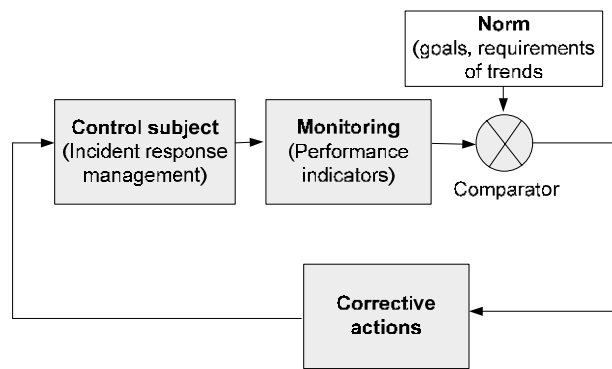 Norm
(goals, requirements
of trends
Control subject
(Incident response
management)
Monitoring
(Performance
indicators)
Comparator
Corrective
actions